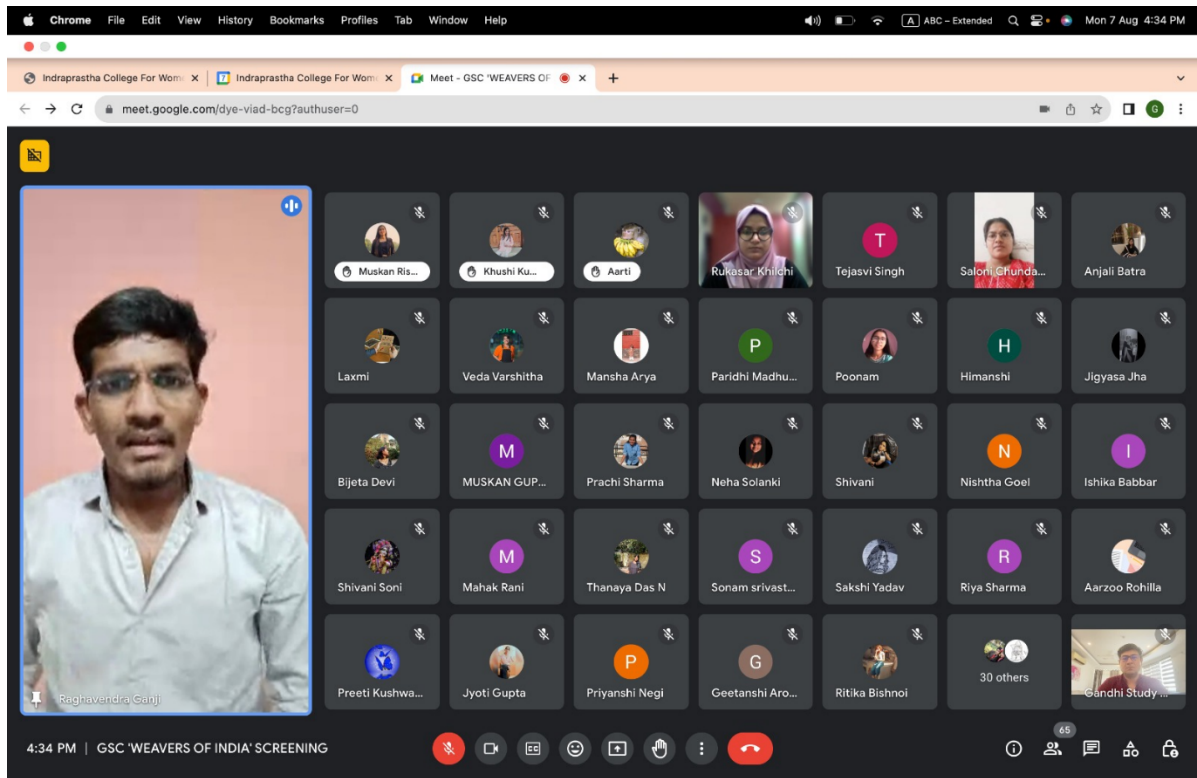 Chrome File Edit View History Bookmarks Profiles Tab Window Help A ABC – Extended Mon 7 Aug 4:34 PM
Indraprastha College For Wom 7 Indraprastha College For Wom Meet - GSC 'WEAVERS OF
meet.google.com/dye-viad-bcg?authuser=0 G
Muskan Ris... Khushi Ku... Aarti Rukasar Khilchi T Tejasvi Singh Saloni Chunda... Anjali Batra
Laxmi Veda Varshitha Mansha Arya P Paridhi Madhu... Poonam H Himanshi Jigyasa Jha
Bijeta Devi M MUSKAN GUP... Prachi Sharma Neha Solanki Shivani N Nishtha Goel I Ishika Babbar
Shivani Soni M Mahak Rani Thanaya Das N S Sonam srivast... Sakshi Yadav R Riya Sharma Aarzoo Rohilla
Raghavendra Ganji Preeti Kushwa... Jyoti Gupta P Priyanshi Negi G Geetanshi Aro... Ritika Bishnoi 30 others Gandhi Study ...
4:34 PM | GSC 'WEAVERS OF INDIA' SCREENING CC 65